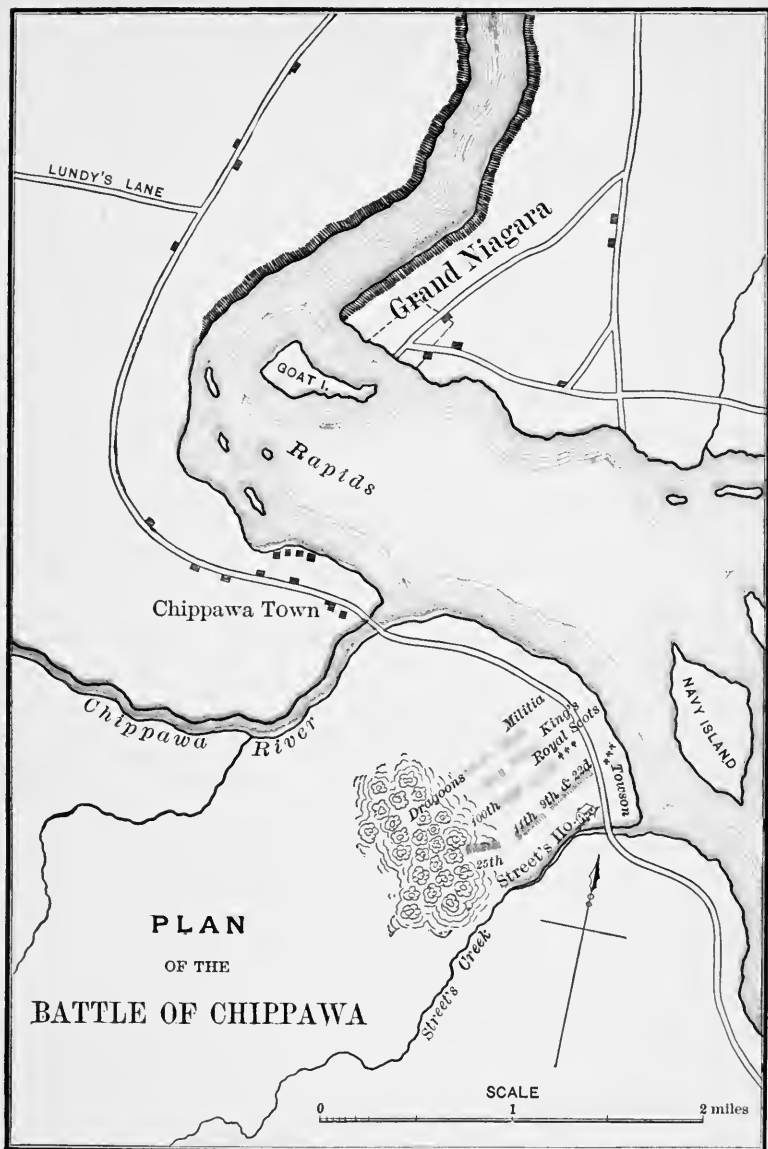 LUNDY'S LANE
Grand Niagara
GOAT I.
Rapids
Chippawa Town
Chippawa River
NAVY ISLAND
Militia
King's
Royal Scots
Dragoons
100th
Towson
11th 9th & 22d
25th
Street's Ho.
Street's Creek
PLAN
OF THE
BATTLE OF CHIPPAWA
SCALE
0 1 2 miles